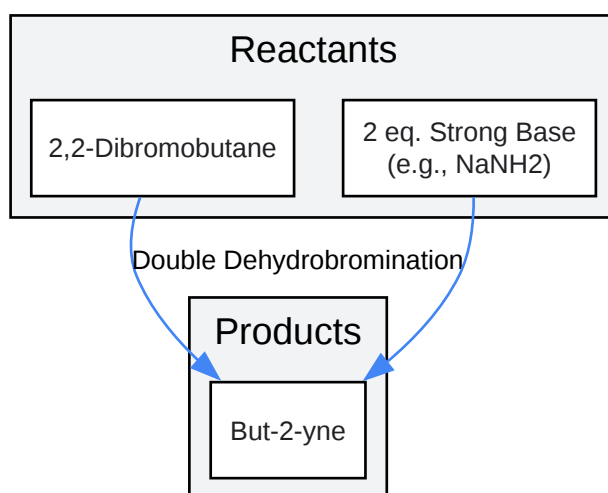 Reactants
2,2-Dibromobutane
2 eq. Strong Base
(e.g., NaNH2)
Double Dehydrobromination
Products
But-2-yne